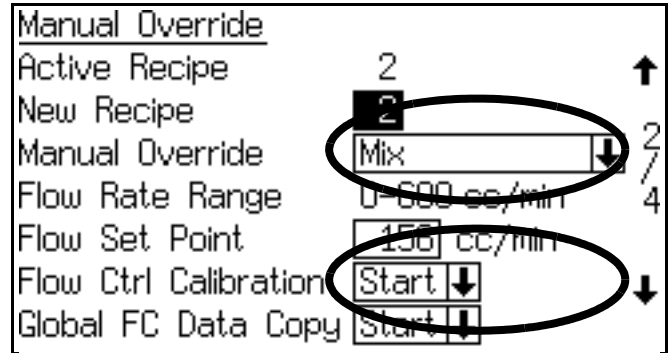 Manual Override
Active Recipe 2
New Recipe 2
Manual Override Mix
Flow Rate Range 0-600 cc/min
Flow Set Point 156 cc/min
Flow Ctrl Calibration Start
Global FC Data Copy Start
2/4